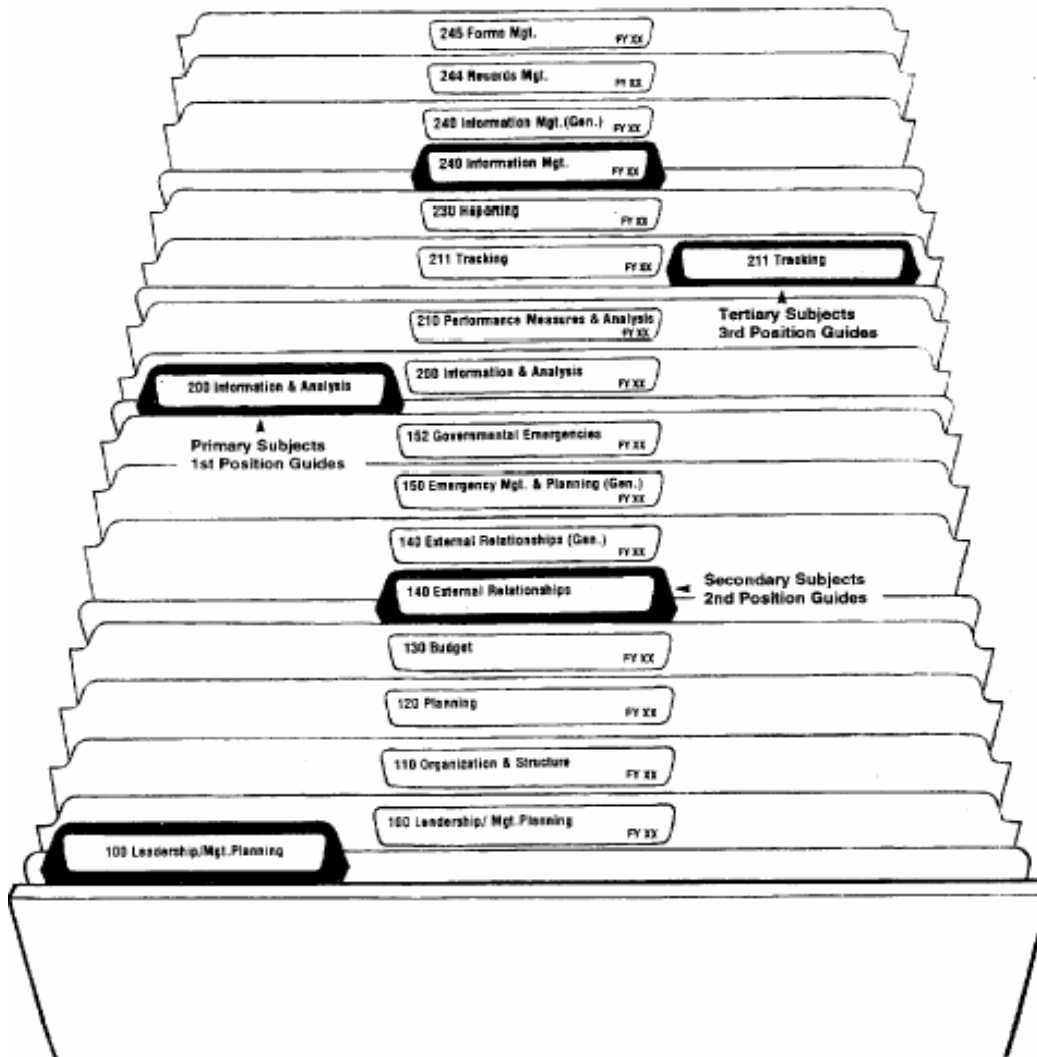 245 Forms Mgt.
FY XX
244 Records Mgt.
FY XX
240 Information Mgt.(Gen.)
FY XX
240 Information Mgt.
FY XX
230 Reporting
FY XX
211 Tracking
FY XX
211 Tracking
Tertiary Subjects
3rd Position Guides
210 Performance Measures & Analysis
FY XX
200 Information & Analysis
200 Information & Analysis
FY XX
Primary Subjects
1st Position Guides
152 Governmental Emergencies
FY XX
150 Emergency Mgt. & Planning (Gen.)
FY XX
140 External Relationships (Gen.)
FY XX
140 External Relationships
Secondary Subjects
2nd Position Guides
130 Budget
FY XX
120 Planning
FY XX
110 Organization & Structure
FY XX
100 Leadership/ Mgt.Planning
FY XX
100 Leadership/Mgt.Planning